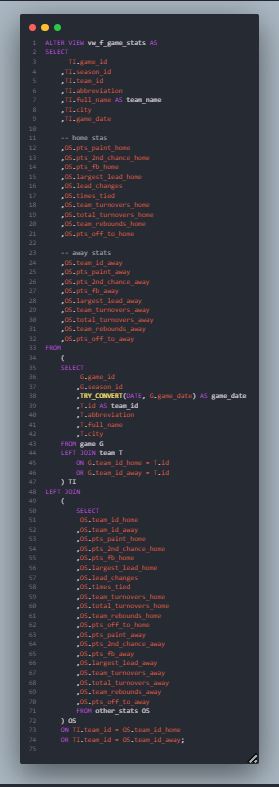 1 ALTER VIEW vw_f_game_stats AS
2 SELECT
3 TI.game_id
4 ,TI.season_id
5 ,TI.team_id
6 ,TI.abbreviation
7 ,TI.full_name AS team_name
8 ,TI.city
9 ,TI.game_date
10
11 -- home stas
12 ,OS.pts_paint_home
13 ,OS.pts_2nd_chance_home
14 ,OS.pts_fb_home
15 ,OS.largest_lead_home
16 ,OS.lead_changes
17 ,OS.times_tied
18 ,OS.team_turnovers_home
19 ,OS.total_turnovers_home
20 ,OS.team_rebounds_home
21 ,OS.pts_off_to_home
22
23 -- away stats
24 ,OS.team_id_away
25 ,OS.pts_paint_away
26 ,OS.pts_2nd_chance_away
27 ,OS.pts_fb_away
28 ,OS.largest_lead_away
29 ,OS.team_turnovers_away
30 ,OS.total_turnovers_away
31 ,OS.team_rebounds_away
32 ,OS.pts_off_to_away
33 FROM
34 (
35 SELECT
36 G.game_id
37 ,G.season_id
38 ,TRY_CONVERT(DATE, G.game_date) AS game_date
39 ,T.id AS team_id
40 ,T.abbreviation
41 ,T.full_name
42 ,T.city
43 FROM game G
44 LEFT JOIN team T
45 ON G.team_id_home = T.id
46 OR G.team_id_away = T.id
47 ) TI
48 LEFT JOIN
49 (
50 SELECT
51 OS.team_id_home
52 ,OS.team_id_away
53 ,OS.pts_paint_home
54 ,OS.pts_2nd_chance_home
55 ,OS.pts_fb_home
56 ,OS.largest_lead_home
57 ,OS.lead_changes
58 ,OS.times_tied
59 ,OS.team_turnovers_home
60 ,OS.total_turnovers_home
61 ,OS.team_rebounds_home
62 ,OS.pts_off_to_home
63 ,OS.pts_paint_away
64 ,OS.pts_2nd_chance_away
65 ,OS.pts_fb_away
66 ,OS.largest_lead_away
67 ,OS.team_turnovers_away
68 ,OS.total_turnovers_away
69 ,OS.team_rebounds_away
70 ,OS.pts_off_to_away
71 FROM other_stats OS
72 ) OS
73 ON TI.team_id = OS.team_id_home
74 OR TI.team_id = OS.team_id_away;
75